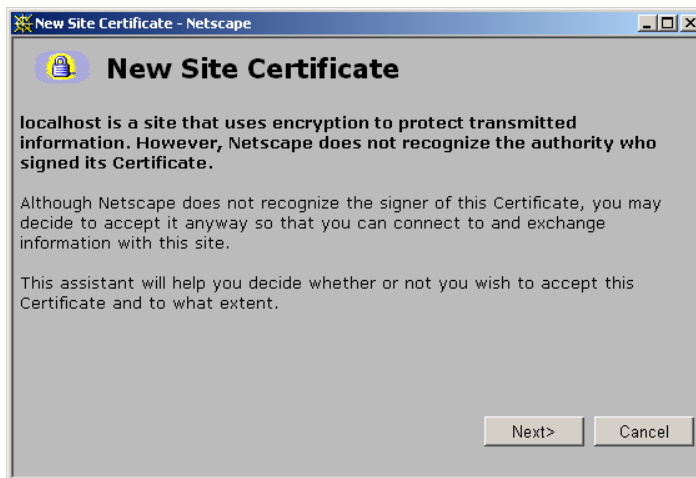 New Site Certificate - Netscape
New Site Certificate
localhost is a site that uses encryption to protect transmitted
information. However, Netscape does not recognize the authority who
signed its Certificate.
Although Netscape does not recognize the signer of this Certificate, you may
decide to accept it anyway so that you can connect to and exchange
information with this site.
This assistant will help you decide whether or not you wish to accept this
Certificate and to what extent.
Next> Cancel